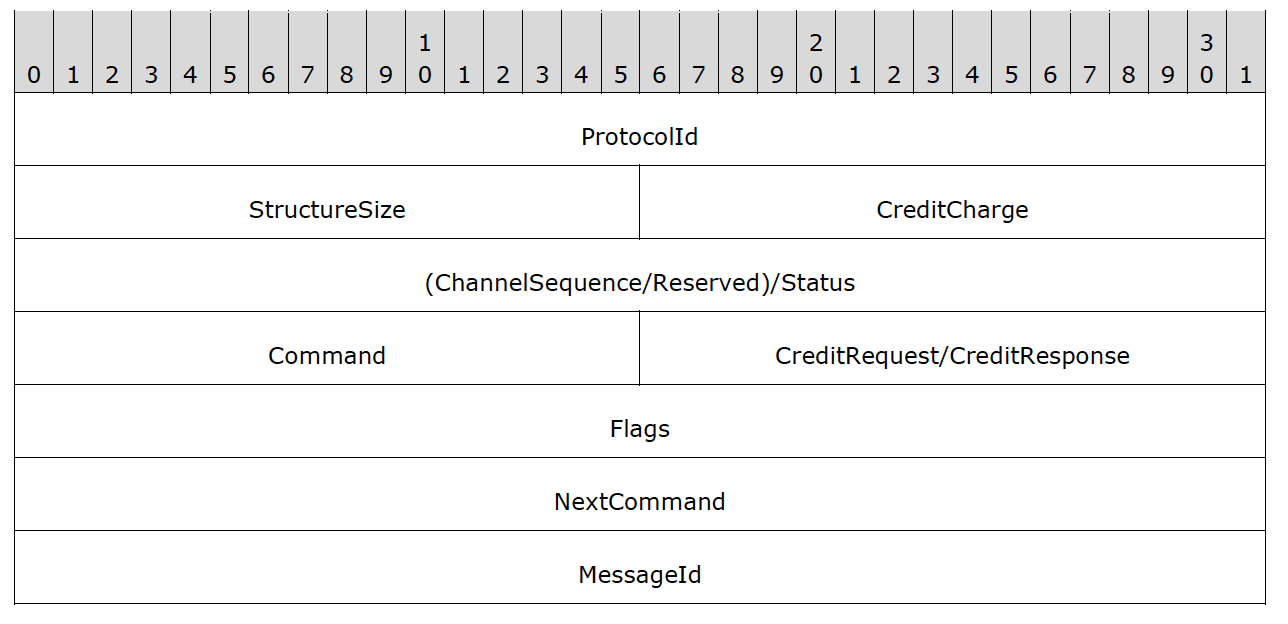 1 2 3
0 1 2 3 4 5 6 7 8 9 0 1 2 3 4 5 6 7 8 9 0 1 2 3 4 5 6 7 8 9 0 1
ProtocolId
StructureSize CreditCharge
(ChannelSequence/Reserved)/Status
Command CreditRequest/CreditResponse
Flags
NextCommand
MessageId